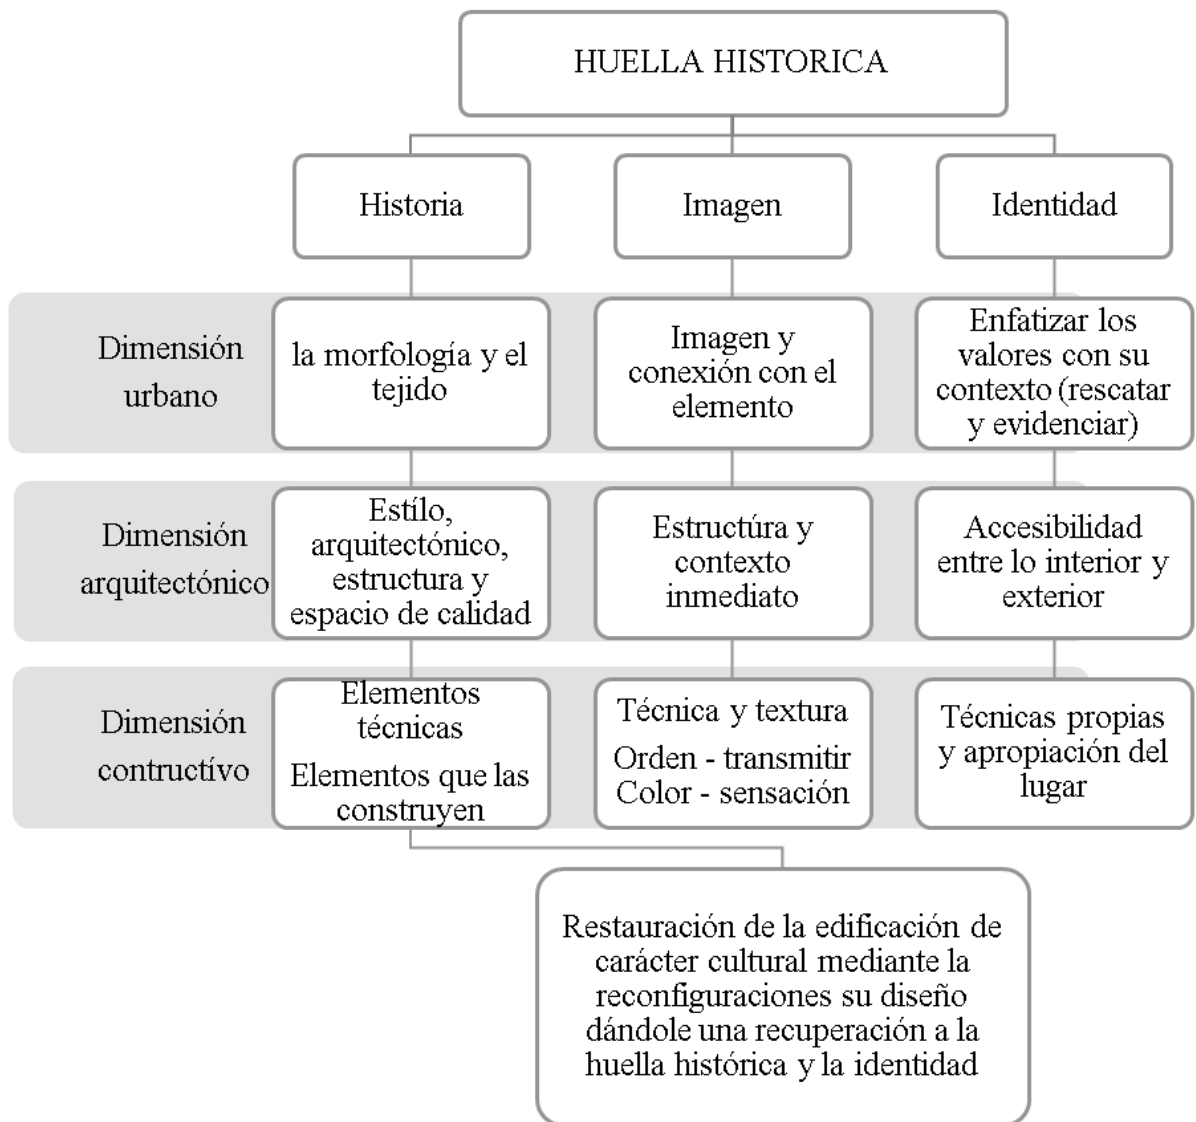 HUELLA HISTORICA
Historia
Imagen
Identidad
Dimensión
urbano
la morfología y el
tejido
Imagen y
conexión con el
elemento
Enfatizar los
valores con su
contexto (rescatar
y evidenciar)
Dimensión
arquitectónico
Estílo,
arquitectónico,
estructura y
espacio de calidad
Estructúra y
contexto
inmediato
Accesibilidad
entre lo interior y
exterior
Dimensión
contructívo
Elementos
técnicas
Elementos que las
construyen
Técnica y textura
Orden - transmitir
Color - sensación
Técnicas propias
y apropiación del
lugar
Restauración de la edificación de
carácter cultural mediante la
reconfiguraciones su diseño
dándole una recuperación a la
huella histórica y la identidad